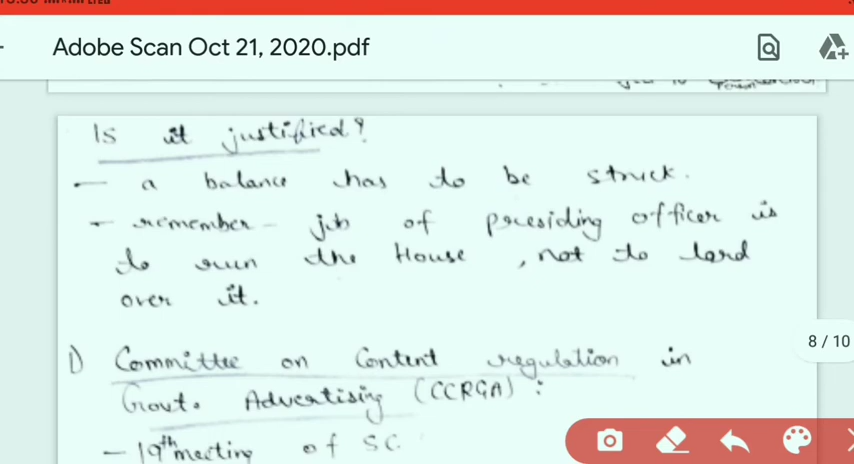 Adobe Scan Oct 21, 2020.pdf
Is it justified?
— a balance has to be struck.
— remember - job of presiding officer is
to run the House, not to lord
over it.
1) Committee on Content regulation in
Govt. Advertising (CCRGA) :
— 19th meeting of SC
8 / 10